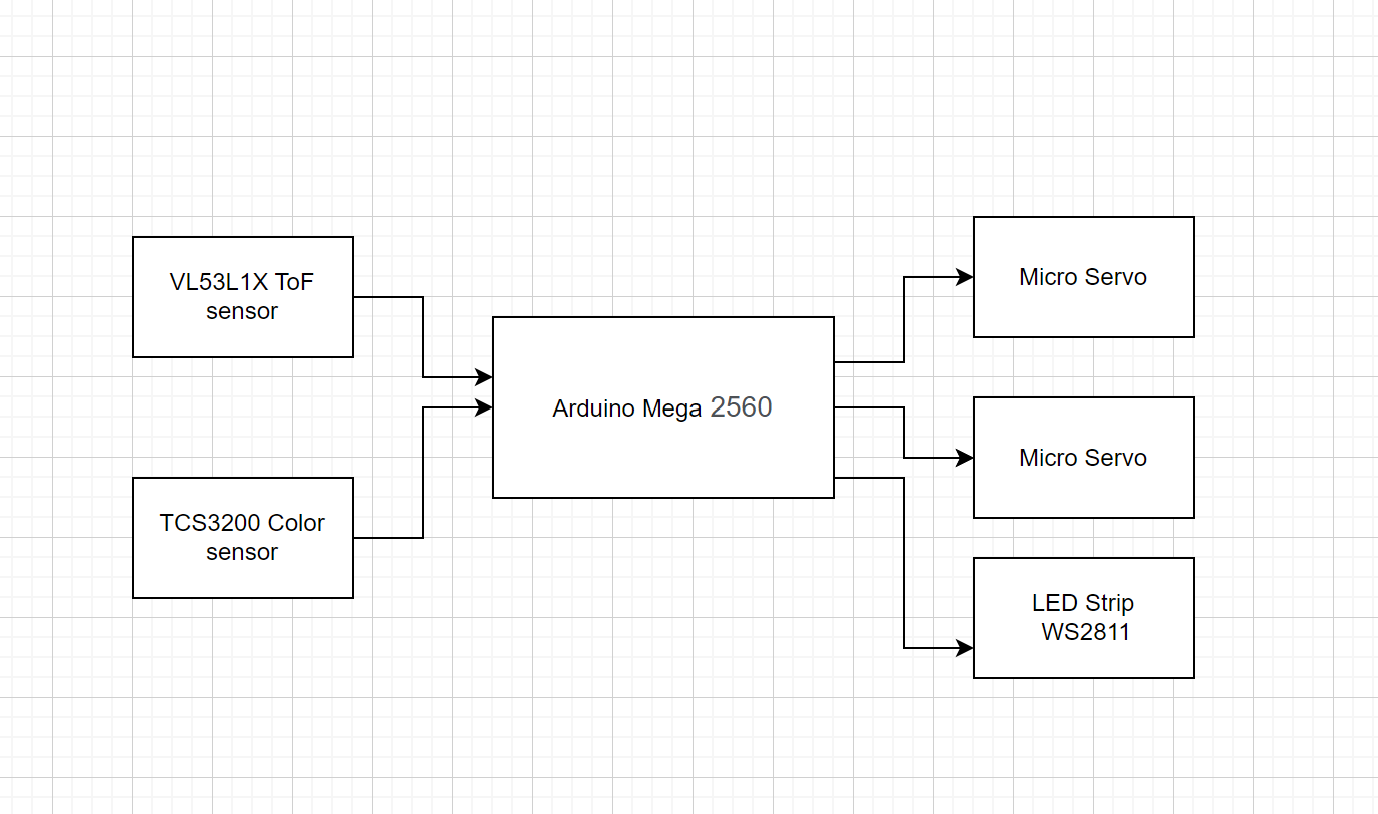 VL53L1X ToF
sensor
TCS3200 Color
sensor
Arduino Mega 2560
Micro Servo
Micro Servo
LED Strip
WS2811